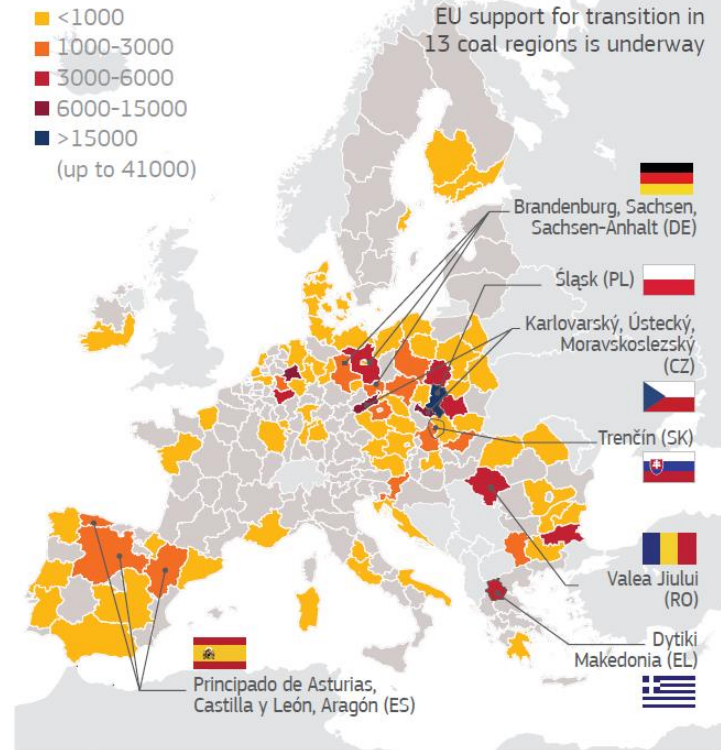 <1000
1000-3000
3000-6000
6000-15000
>15000
(up to 41000)
EU support for transition in
13 coal regions is underway
Brandenburg, Sachsen,
Sachsen-Anhalt (DE)
Śląsk (PL)
Karlovarský, Ústecký,
Moravskoslezský
(CZ)
Trenčín (SK)
Valea Jiului
(RO)
Dytiki
Makedonia (EL)
Principado de Asturias,
Castilla y León, Aragón (ES)